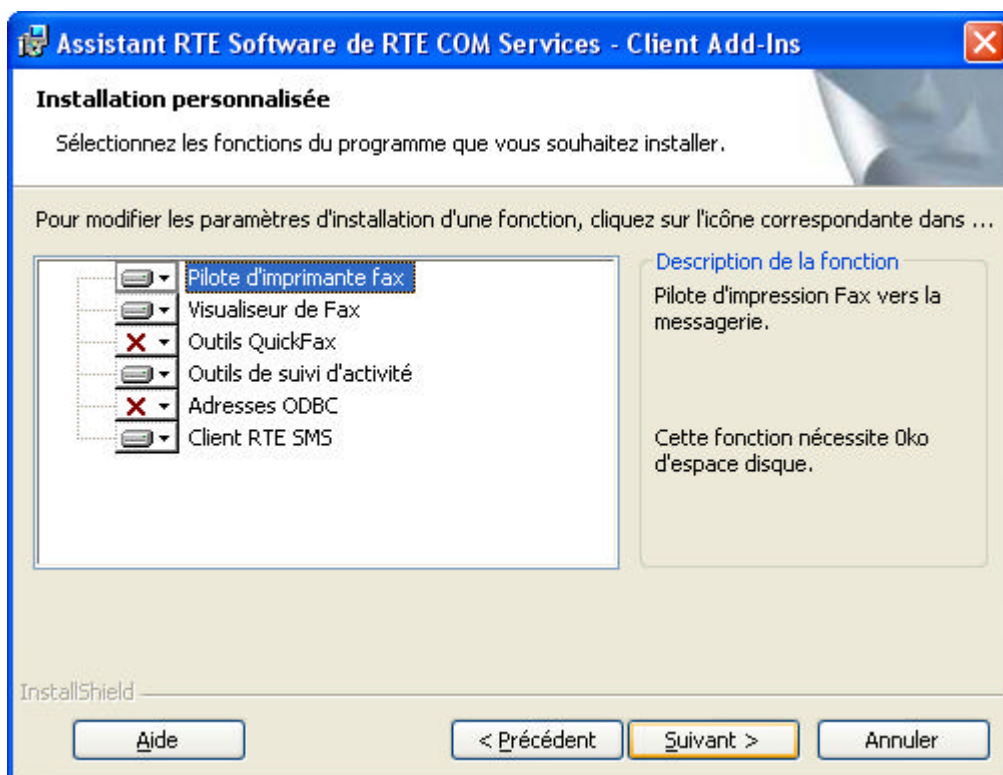 Assistant RTE Software de RTE COM Services - Client Add-Ins
Installation personnalisée
Sélectionnez les fonctions du programme que vous souhaitez installer.
Pour modifier les paramètres d'installation d'une fonction, cliquez sur l'icône correspondante dans ...
Pilote d'imprimante fax
Visualiseur de Fax
Outils QuickFax
Outils de suivi d'activité
Adresses ODBC
Client RTE SMS
Description de la fonction
Pilote d'impression Fax vers la
messagerie.
Cette fonction nécessite 0ko
d'espace disque.
InstallShield
Aide
< Précédent
Suivant >
Annuler